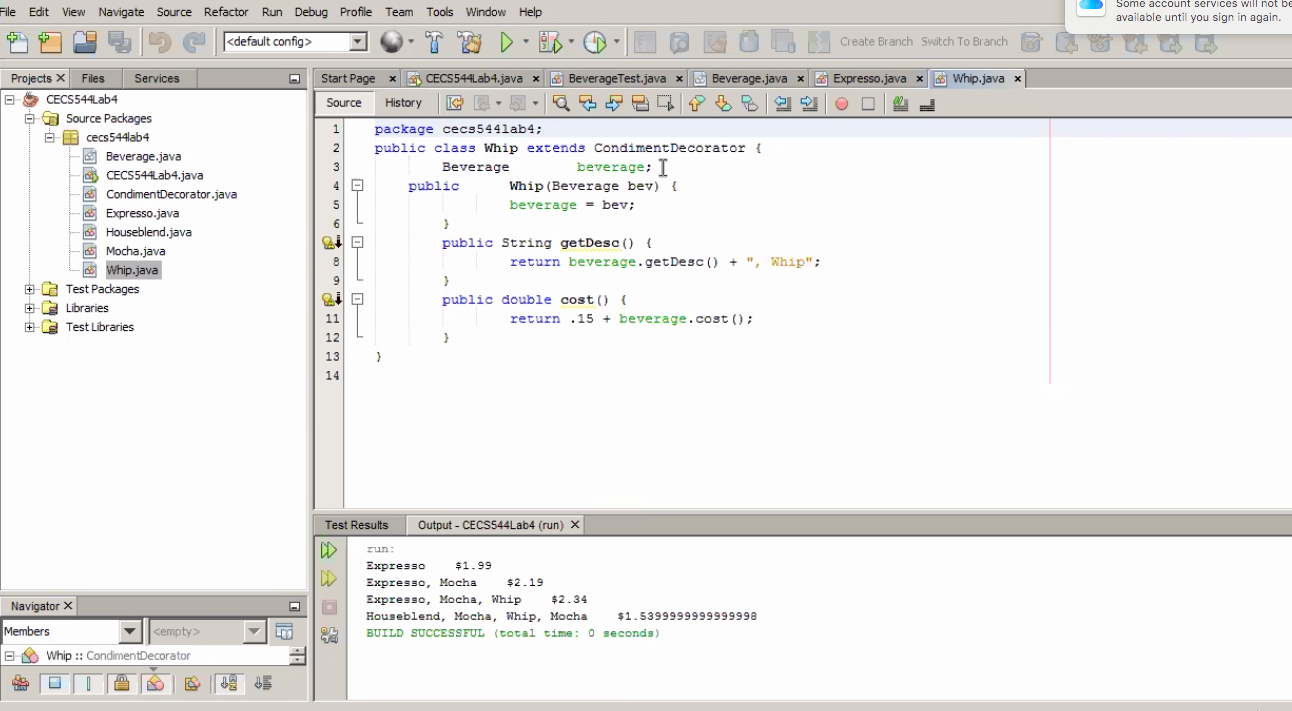 File Edit View Navigate Source Refactor Run Debug Profile Team Tools Window Help
Some account services will not be
available until you sign in again.
<default config>
Create Branch Switch To Branch
Projects Files Services
Start Page CECS544Lab4.java BeverageTest.java Beverage.java Expresso.java Whip.java
Source History
CECS544Lab4
Source Packages
cecs544lab4
Beverage.java
CECS544Lab4.java
CondimentDecorator.java
Expresso.java
Houseblend.java
Mocha.java
Whip.java
Test Packages
Libraries
Test Libraries
1 package cecs544lab4;
2 public class Whip extends CondimentDecorator {
3 Beverage beverage;
4 public Whip(Beverage bev) {
5 beverage = bev;
6 }
public String getDesc() {
8 return beverage.getDesc() + ", Whip";
9 }
public double cost() {
11 return .15 + beverage.cost();
12 }
13 }
14
Test Results Output - CECS544Lab4 (run)
run:
Expresso $1.99
Expresso, Mocha $2.19
Expresso, Mocha, Whip $2.34
Houseblend, Mocha, Whip, Mocha $1.5399999999999998
BUILD SUCCESSFUL (total time: 0 seconds)
Navigator
Members <empty>
Whip :: CondimentDecorator